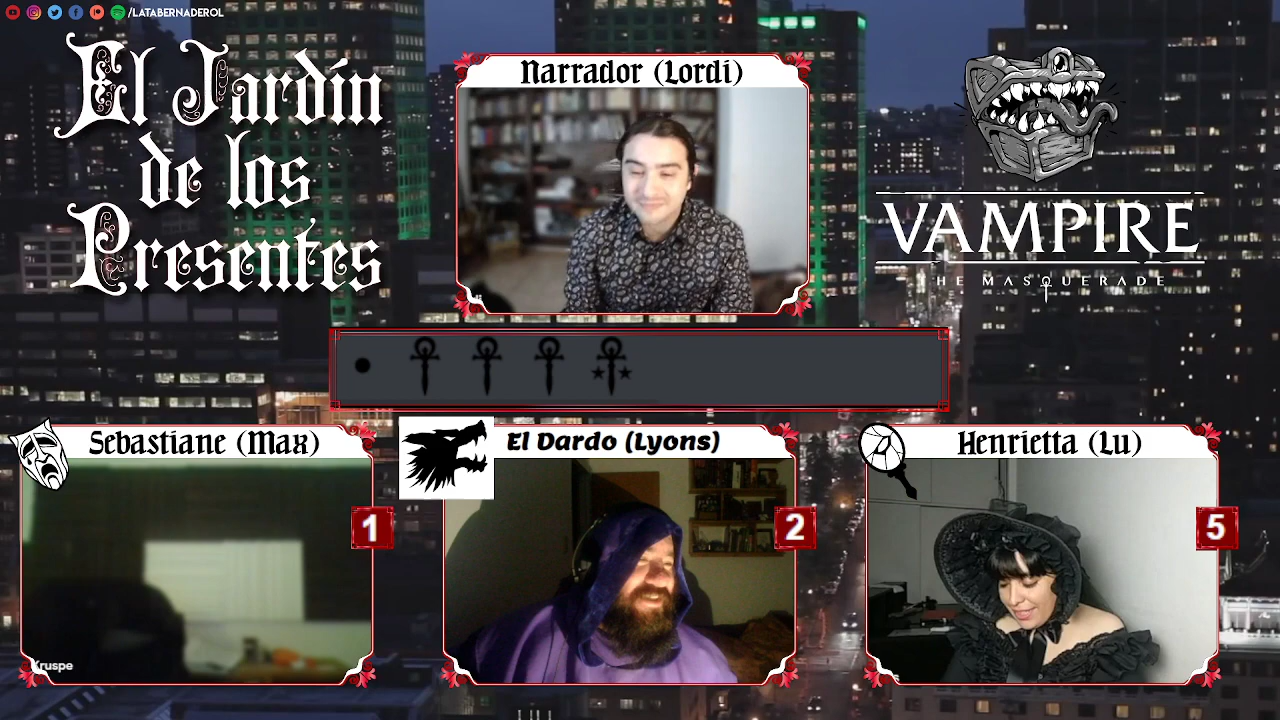 /LATABERNADEROL
El Jardín
de los
Presentes
Narrador (Lordi)
VAMPIRE
HE MASQUERADE
Sebastiane (Max)
El Dardo (Lyons)
Henrietta (Lu)
1
2
5
Kruspe